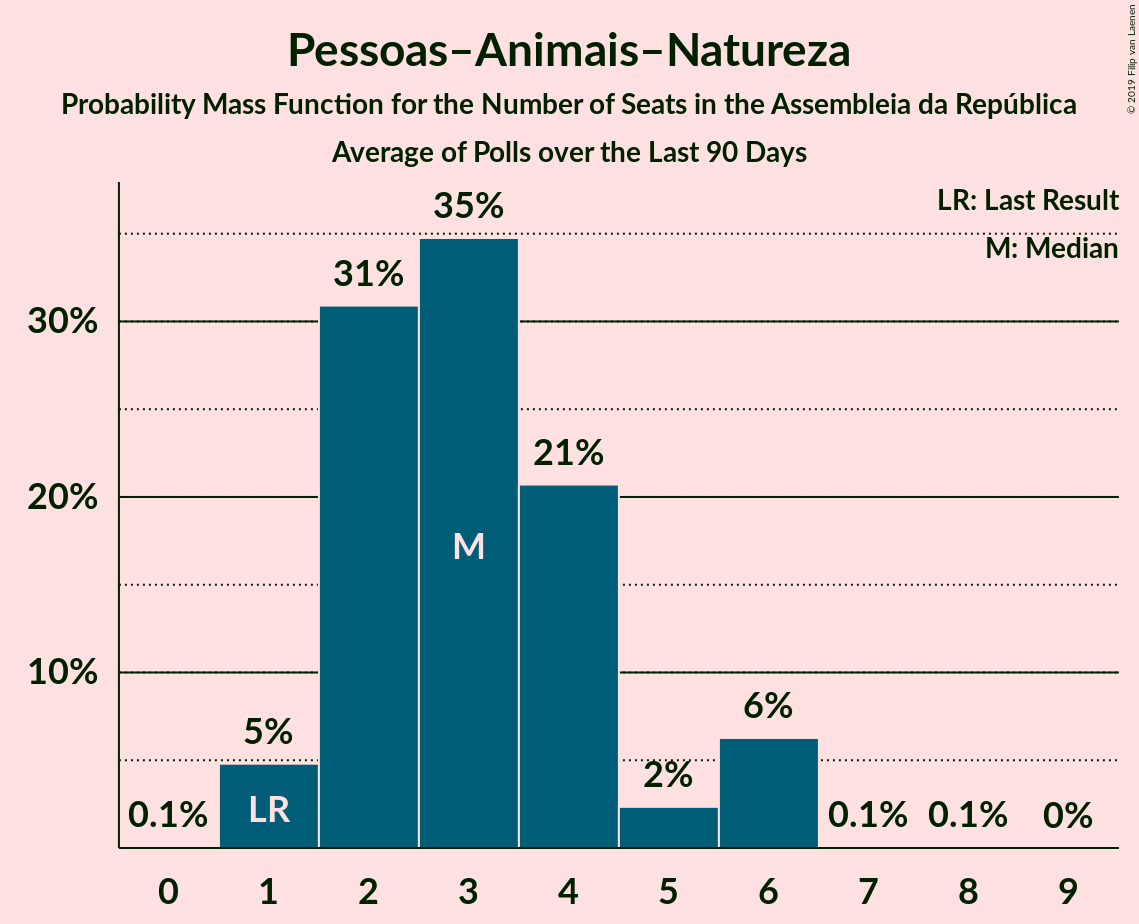 Pessoas–Animais–Natureza
Probability Mass Function for the Number of Seats in the Assembleia da República
Average of Polls over the Last 90 Days
© 2019 Filip van Laenen
LR: Last Result
M: Median
35%
31%
30%
21%
20%
M
10%
6%
5%
2%
LR
0.1%
0.1%
0.1%
0%
0 1 2 3 4 5 6 7 8 9